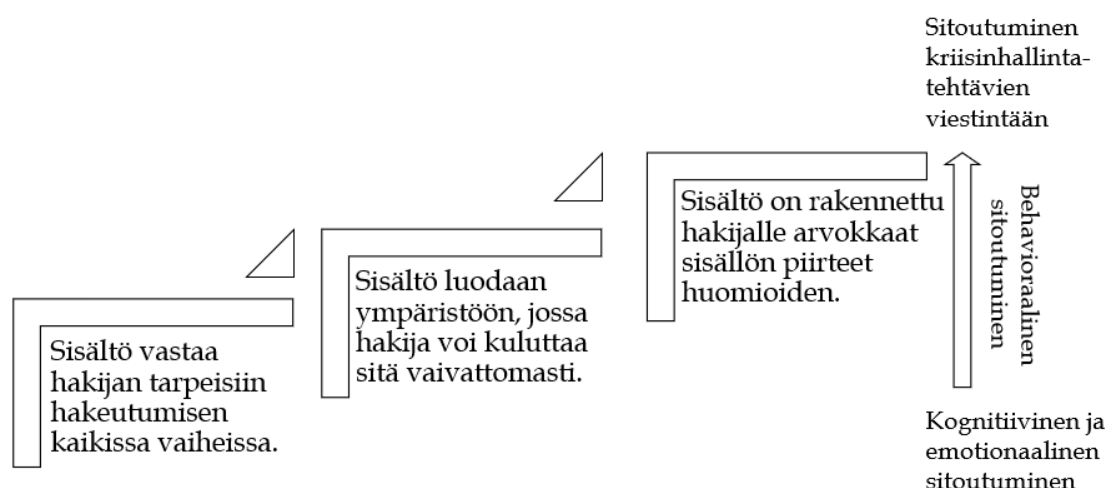 Sisältö vastaa
hakijan tarpeisiin
hakeutumisen
kaikissa vaiheissa.
Sisältö luodaan
ympäristöön, jossa
hakija voi kuluttaa
sitä vaivattomasti.
Sisältö on rakennettu
hakijalle arvokkaat
sisällön piirteet
huomioiden.
Sitoutuminen
kriisinhallinta-
tehtävien
viestintään
Behavioraalinen
sitoutuminen
Kognitiivinen ja
emotionaalinen
sitoutuminen